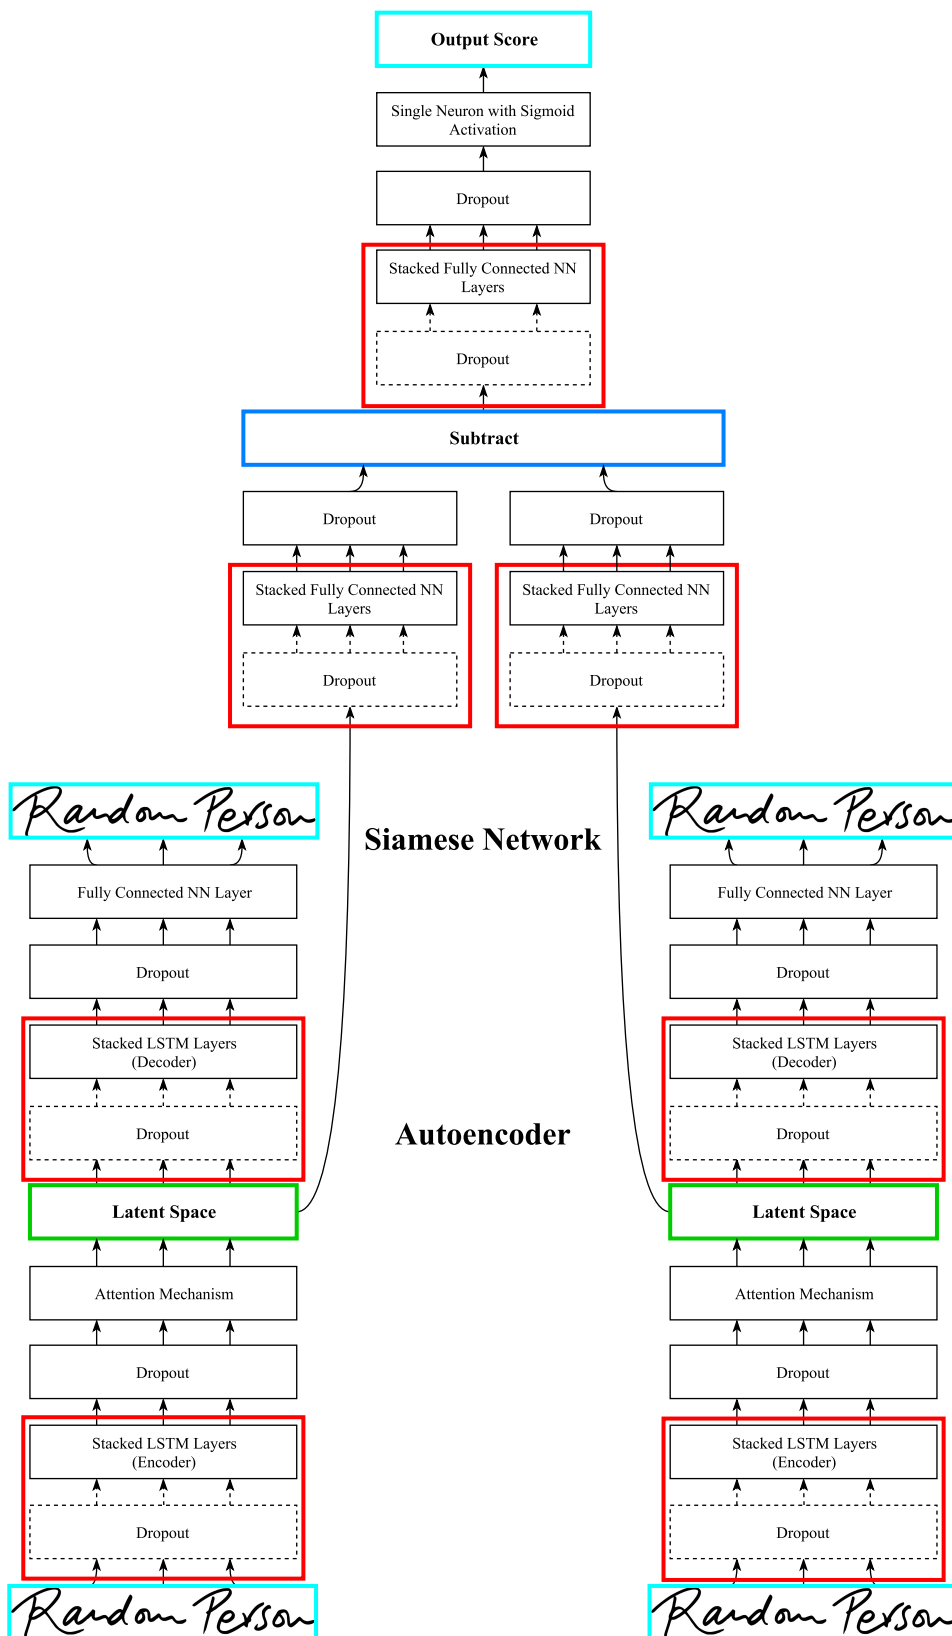 Output Score
Single Neuron with Sigmoid
Activation
Dropout
Stacked Fully Connected NN
Layers
Dropout
Subtract
Dropout
Dropout
Stacked Fully Connected NN
Layers
Stacked Fully Connected NN
Layers
Dropout
Dropout
Random Person
Random Person
Siamese Network
Fully Connected NN Layer
Fully Connected NN Layer
Dropout
Dropout
Stacked LSTM Layers
(Decoder)
Stacked LSTM Layers
(Decoder)
Dropout
Autoencoder
Dropout
Latent Space
Latent Space
Attention Mechanism
Attention Mechanism
Dropout
Dropout
Stacked LSTM Layers
(Encoder)
Stacked LSTM Layers
(Encoder)
Dropout
Dropout
Random Person
Random Person